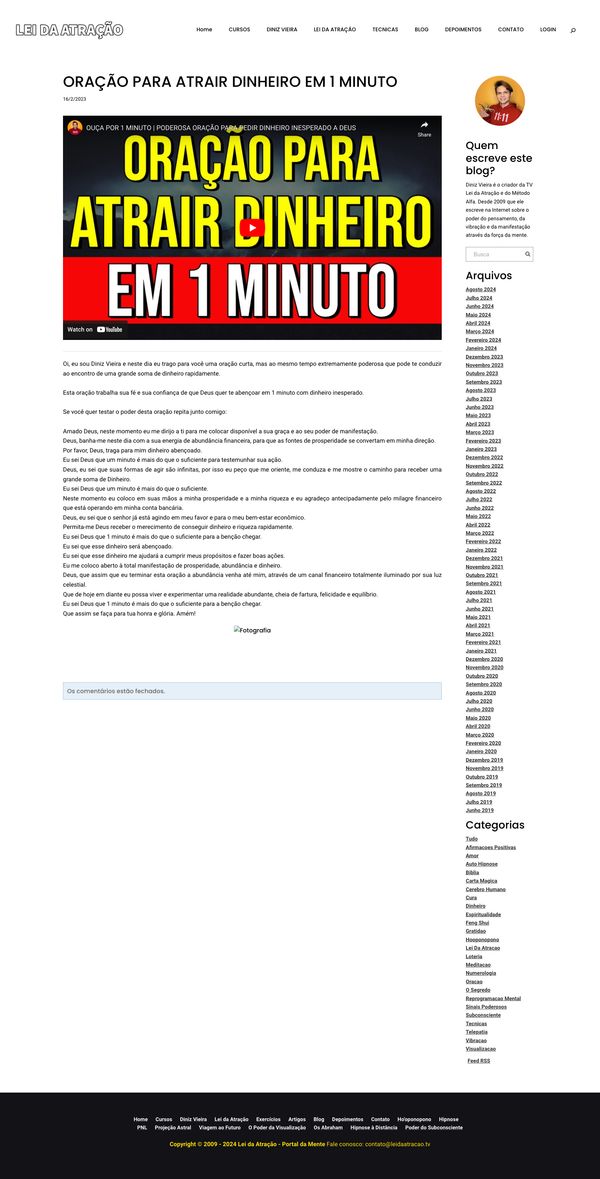 LEI DA ATRAÇÃO
Home CURSOS DINIZ VIEIRA LEI DA ATRAÇÃO TECNICAS BLOG DEPOIMENTOS CONTATO LOGIN
ORAÇÃO PARA ATRAIR DINHEIRO EM 1 MINUTO
16/2/2023
OUÇA POR 1 MINUTO | PODEROSA ORAÇÃO PARA PEDIR DINHEIRO INESPERADO A DEUS
Share
ORAÇÃO PARA
ATRAIR DINHEIRO
EM 1 MINUTO
Watch on YouTube
Oi, eu sou Diniz Vieira e neste dia eu trago para você uma oração curta, mas ao mesmo tempo extremamente poderosa que pode te conduzir
ao encontro de uma grande soma de dinheiro rapidamente.
Esta oração trabalha sua fé e sua confiança de que Deus quer te abençoar em 1 minuto com dinheiro inesperado.
Se você quer testar o poder desta oração repita junto comigo:
Amado Deus, neste momento eu me dirijo a ti para me colocar disponível a sua graça e ao seu poder de manifestação.
Deus, banha-me neste dia com a sua energia de abundância financeira, para que as fontes de prosperidade se convertam em minha direção.
Por favor, Deus, traga para mim dinheiro abençoado.
Eu sei Deus que um minuto é mais do que o suficiente para testemunhar sua ação.
Deus, eu sei que suas formas de agir são infinitas, por isso eu peço que me oriente, me conduza e me mostre o caminho para receber uma
grande soma de Dinheiro.
Eu sei Deus que um minuto é mais do que o suficiente.
Neste momento eu coloco em suas mãos a minha prosperidade e a minha riqueza e eu agradeço antecipadamente pelo milagre financeiro
que está operando em minha conta bancária.
Deus, eu sei que o senhor já está agindo em meu favor e para o meu bem-estar econômico.
Permita-me Deus receber o merecimento de conseguir dinheiro e riqueza rapidamente.
Eu sei Deus que 1 minuto é mais do que o suficiente para a benção chegar.
Eu sei que esse dinheiro será abençoado.
Eu sei que esse dinheiro me ajudará a cumprir meus propósitos e fazer boas ações.
Eu me coloco aberto à total manifestação de prosperidade, abundância e dinheiro.
Deus, que assim que eu terminar esta oração a abundância venha até mim, através de um canal financeiro totalmente iluminado por sua luz
celestial.
Que de hoje em diante eu possa viver e experimentar uma realidade abundante, cheia de fartura, felicidade e equilíbrio.
Eu sei Deus que 1 minuto é mais do que o suficiente para a benção chegar.
Que assim se faça para tua honra e glória. Amém!
Fotografia
Os comentários estão fechados.
11:11
Quem
escreve este
blog?
Diniz Vieira é o criador da TV
Lei da Atração e do Método
Alfa. Desde 2009 que ele
escreve na Internet sobre o
poder do pensamento, da
vibração e da manifestação
através da força da mente.
Busca
Arquivos
Agosto 2024
Julho 2024
Junho 2024
Maio 2024
Abril 2024
Março 2024
Fevereiro 2024
Janeiro 2024
Dezembro 2023
Novembro 2023
Outubro 2023
Setembro 2023
Agosto 2023
Julho 2023
Junho 2023
Maio 2023
Abril 2023
Março 2023
Fevereiro 2023
Janeiro 2023
Dezembro 2022
Novembro 2022
Outubro 2022
Setembro 2022
Agosto 2022
Julho 2022
Junho 2022
Maio 2022
Abril 2022
Março 2022
Fevereiro 2022
Janeiro 2022
Dezembro 2021
Novembro 2021
Outubro 2021
Setembro 2021
Agosto 2021
Julho 2021
Junho 2021
Maio 2021
Abril 2021
Março 2021
Fevereiro 2021
Janeiro 2021
Dezembro 2020
Novembro 2020
Outubro 2020
Setembro 2020
Agosto 2020
Julho 2020
Junho 2020
Maio 2020
Abril 2020
Março 2020
Fevereiro 2020
Janeiro 2020
Dezembro 2019
Novembro 2019
Outubro 2019
Setembro 2019
Agosto 2019
Julho 2019
Junho 2019
Categorias
Tudo
Afirmacoes Positivas
Amor
Auto Hipnose
Bíblia
Carta Magica
Cerebro Humano
Cura
Dinheiro
Espiritualidade
Feng Shui
Gratidao
Hooponopono
Lei Da Atracao
Loteria
Meditacao
Numerologia
Oracao
O Segredo
Reprogramacao Mental
Sinais Poderosos
Subconsciente
Tecnicas
Telepatia
Vibracao
Visualizacao
Feed RSS
Home Cursos Diniz Vieira Lei da Atração Exercícios Artigos Blog Depoimentos Contato Ho'oponopono Hipnose
PNL Projeção Astral Viagem ao Futuro O Poder da Visualização Os Abraham Hipnose à Distância Poder do Subconsciente
Copyright © 2009 - 2024 Lei da Atração - Portal da Mente Fale conosco: contato@leidaatracao.tv